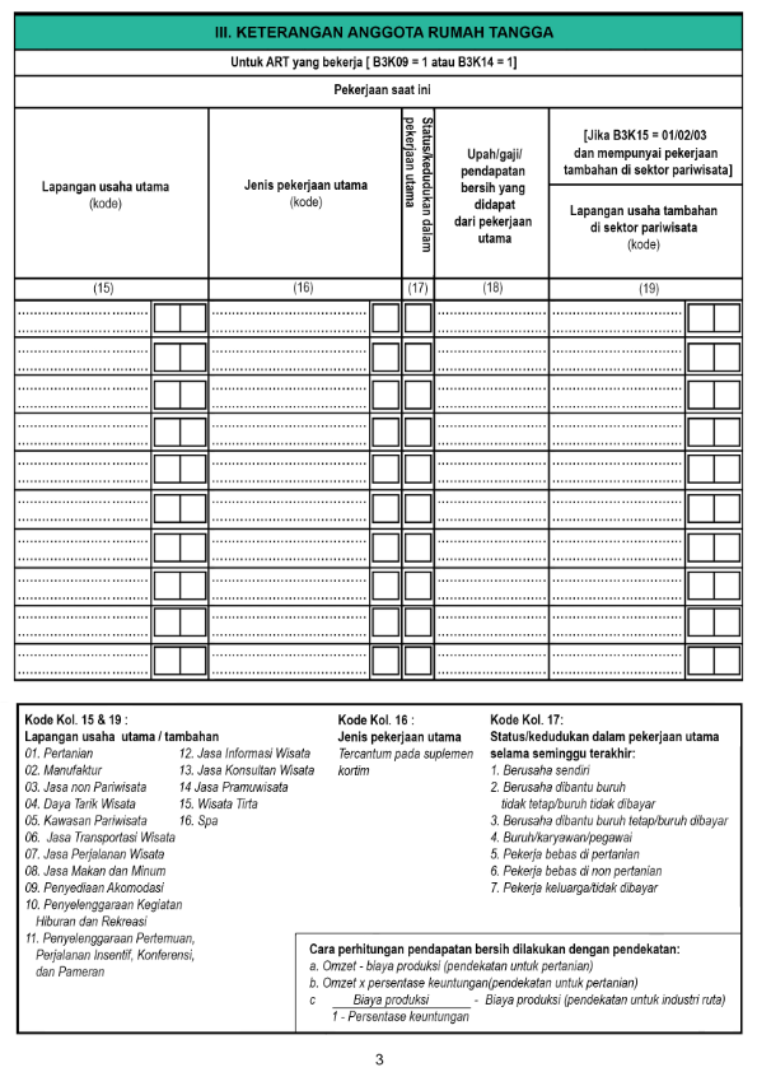 III. KETERANGAN ANGGOTA RUMAH TANGGA
Untuk ART yang bekerja [ B3K09 = 1 atau B3K14 = 1]
Pekerjaan saat ini
Lapangan usaha utama
(kode)
Jenis pekerjaan utama
(kode)
Status/kedudukan dalam
pekerjaan utama
Upah/gaji/
pendapatan
bersih yang
didapat
dari pekerjaan
utama
[Jika B3K15 = 01/02/03
dan mempunyai pekerjaan
tambahan di sektor pariwisata]
Lapangan usaha tambahan
di sektor pariwisata
(kode)
(15)
(16)
(17)
(18)
(19)
Kode Kol. 15 & 19 :
Lapangan usaha utama / tambahan
01. Pertanian
02. Manufaktur
03. Jasa non Pariwisata
04. Daya Tarik Wisata
05. Kawasan Pariwisata
06. Jasa Transportasi Wisata
07. Jasa Perjalanan Wisata
08. Jasa Makan dan Minum
09. Penyediaan Akomodasi
10. Penyelenggaraan Kegiatan
Hiburan dan Rekreasi
11. Penyelenggaraan Pertemuan,
Perjalanan Insentif, Konferensi,
dan Pameran
12. Jasa Informasi Wisata
13. Jasa Konsultan Wisata
14 Jasa Pramuwisata
15. Wisata Tirta
16. Spa
Kode Kol. 16 :
Jenis pekerjaan utama
Tercantum pada suplemen
kortim
Kode Kol. 17:
Status/kedudukan dalam pekerjaan utama
selama seminggu terakhir:
1. Berusaha sendiri
2. Berusaha dibantu buruh
tidak tetap/buruh tidak dibayar
3. Berusaha dibantu buruh tetap/buruh dibayar
4. Buruh/karyawan/pegawai
5. Pekerja bebas di pertanian
6. Pekerja bebas di non pertanian
7. Pekerja keluarga/tidak dibayar
Cara perhitungan pendapatan bersih dilakukan dengan pendekatan:
a. Omzet - biaya produksi (pendekatan untuk pertanian)
b. Omzet x persentase keuntungan(pendekatan untuk pertanian)
c Biaya produksi - Biaya produksi (pendekatan untuk industri ruta)
1 - Persentase keuntungan
3